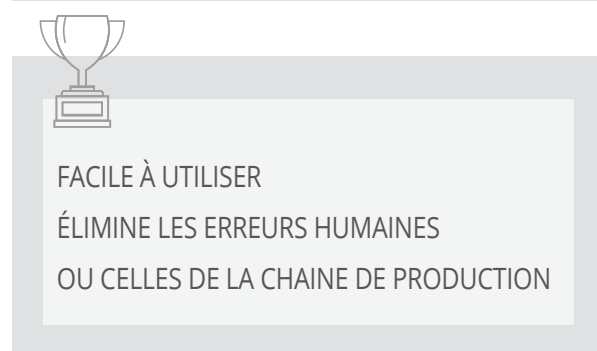 FACILE À UTILISER
ÉLIMINE LES ERREURS HUMAINES
OU CELLES DE LA CHAINE DE PRODUCTION